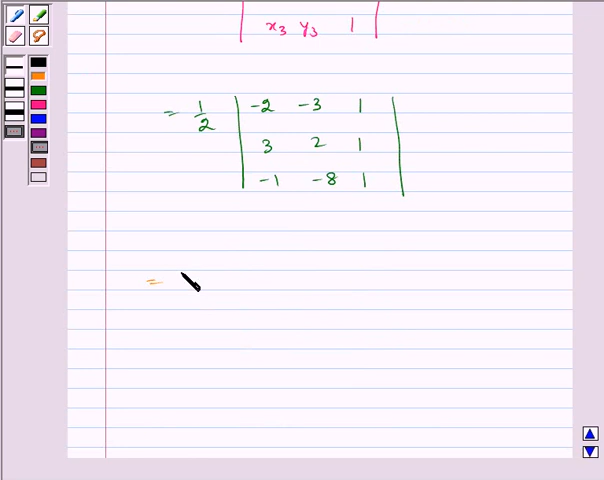 x₃ y₃ 1
= 1/2 | -2 -3 1 |
| 3 2 1 |
| -1 -8 1 |
=